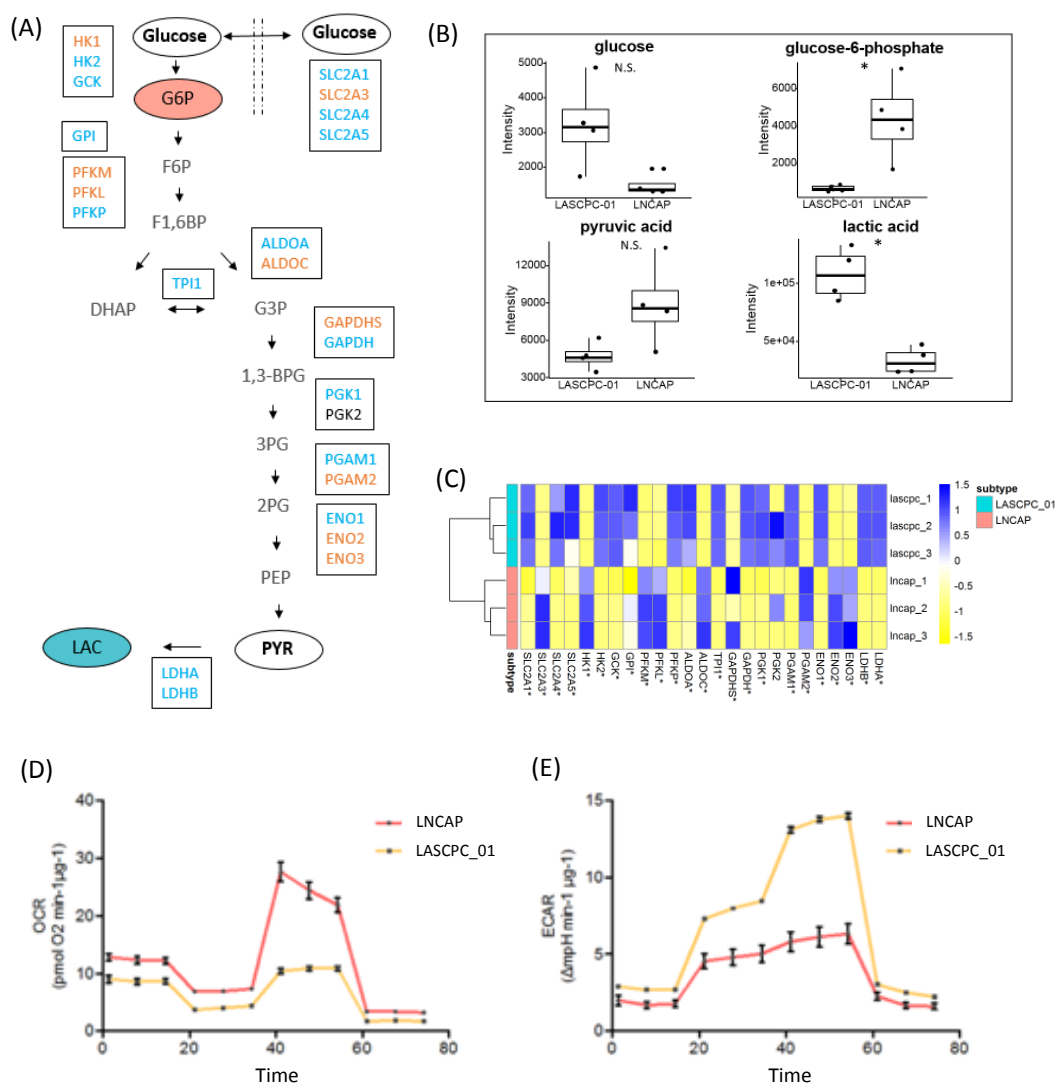 (A)
Glucose
Glucose
HK1
HK2
GCK
SLC2A1
SLC2A3
SLC2A4
SLC2A5
G6P
GPI
F6P
PFKM
PFKL
PFKP
F1,6BP
ALDOA
ALDOC
TPI1
DHAP
G3P
GAPDHS
GAPDH
1,3-BPG
PGK1
PGK2
3PG
PGAM1
PGAM2
2PG
ENO1
ENO2
ENO3
PEP
LAC
PYR
LDHA
LDHB
(B)
glucose
N.S.
Intensity
5000
4000
3000
2000
LASCPC-01
LNCAP
glucose-6-phosphate
*
Intensity
6000
4000
2000
LASCPC-01
LNCAP
pyruvic acid
N.S.
Intensity
12000
9000
6000
3000
LASCPC-01
LNCAP
lactic acid
*
Intensity
1e+05
5e+04
LASCPC-01
LNCAP
(C)
lascpc_1
lascpc_2
lascpc_3
lncap_1
lncap_2
lncap_3
1.5
1
0.5
0
-0.5
-1
-1.5
subtype
LASCPC_01
LNCAP
subtype
SLC2A1*
SLC2A3*
SLC2A4*
SLC2A5*
HK1*
HK2*
GCK*
GPI*
PFKM*
PFKL*
PFKP*
ALDOA*
ALDOC*
TPI1*
GAPDHS*
GAPDH*
PGK1*
PGK2
PGAM1*
PGAM2*
ENO1*
ENO2*
ENO3*
LDHB*
LDHA*
(D)
OCR
(pmol O2 min-1µg-1)
40
30
20
10
0
0
20
40
60
80
Time
LNCAP
LASCPC_01
(E)
ECAR
(ΔmpH min-1 µg-1)
15
10
5
0
0
20
40
60
80
Time
LNCAP
LASCPC_01